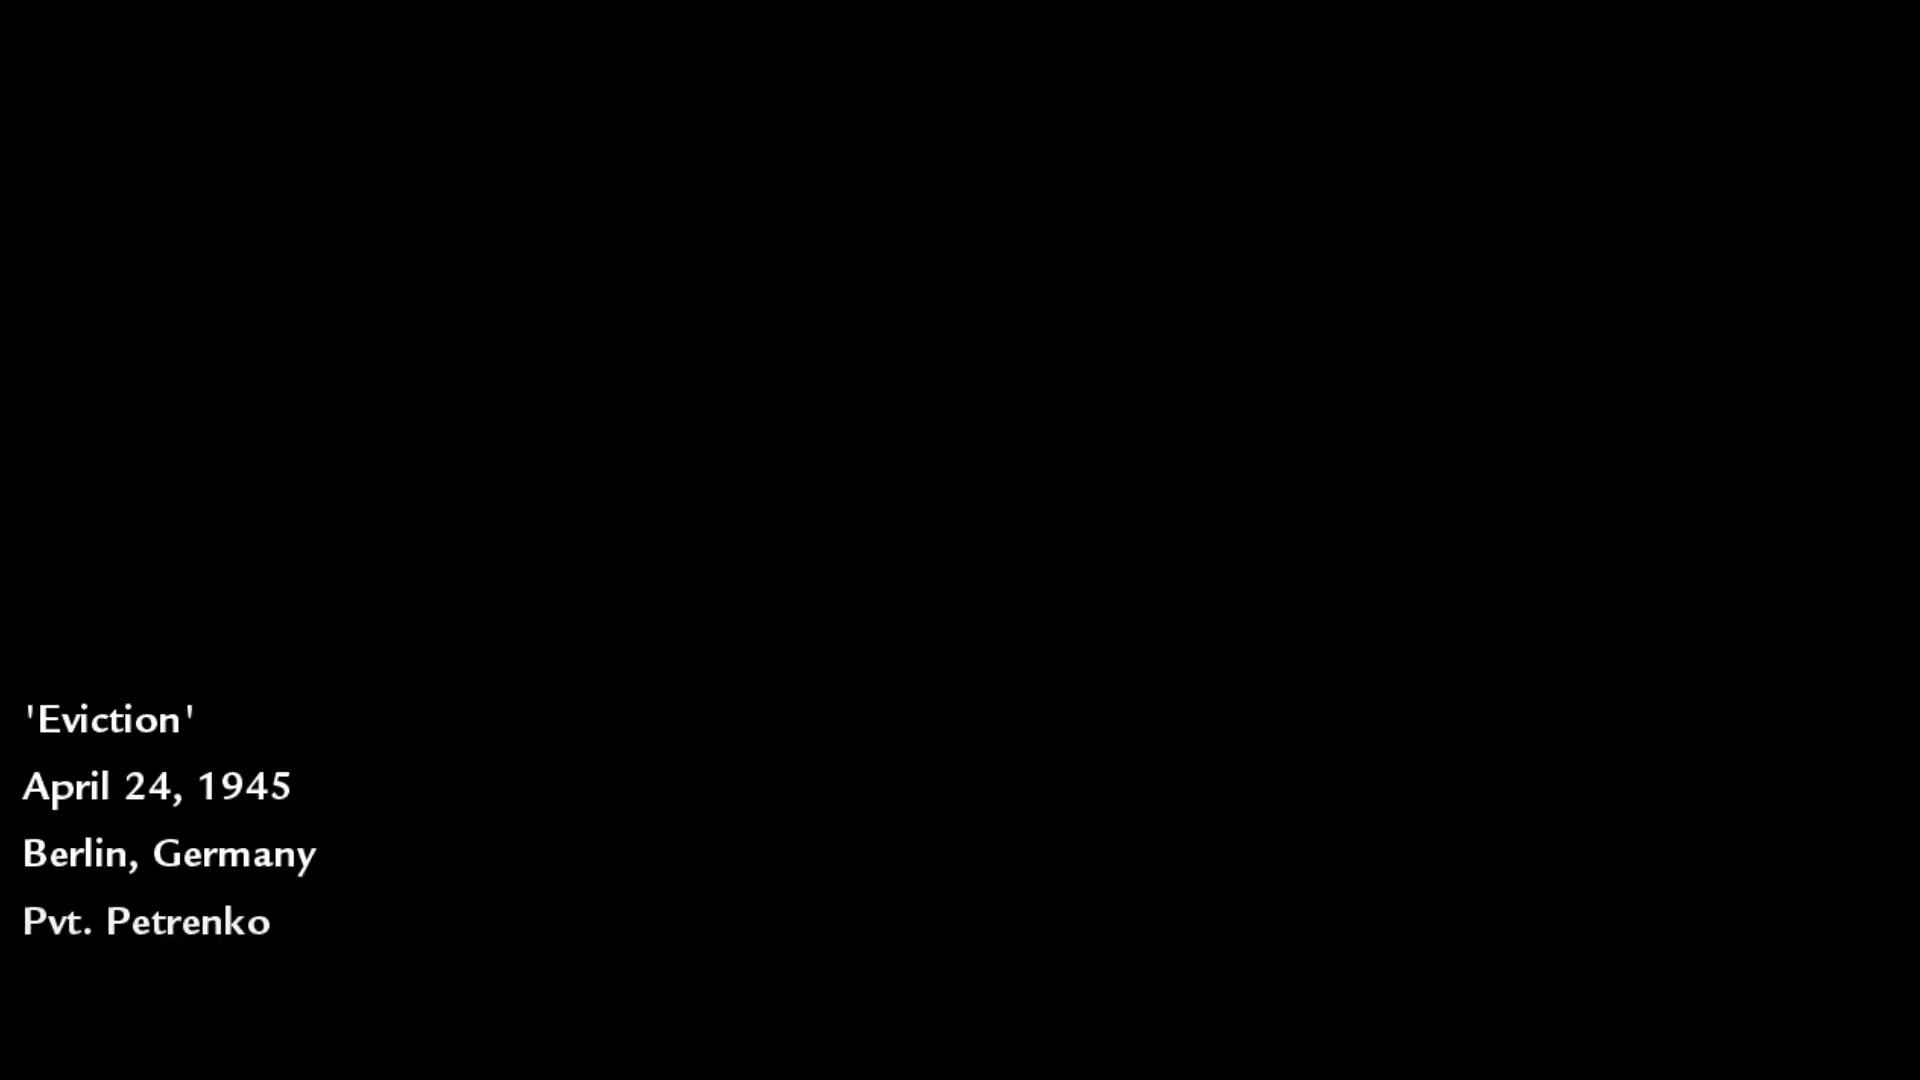 'Eviction'
April 24, 1945
Berlin, Germany
Pvt. Petrenko